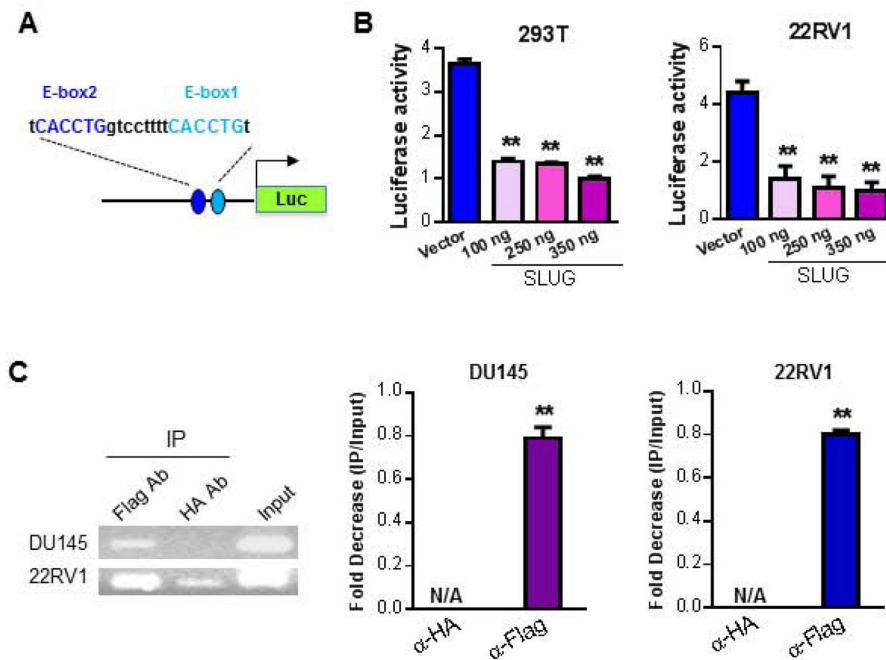 A
E-box2 E-box1
tCACCTGgtccttttCACCTGt
Luc
B
293T
Luciferase activity
4
3
2
1
0
Vector 100 ng 250 ng 350 ng
** ** **
SLUG
22RV1
Luciferase activity
6
4
2
0
Vector 100 ng 250 ng 350 ng
** ** **
SLUG
C
IP
Flag Ab HA Ab Input
DU145
22RV1
DU145
Fold Decrease (IP/Input)
1.0
0.8
0.6
0.4
0.2
0.0
**
N/A
α-HA α-Flag
22RV1
Fold Decrease (IP/Input)
1.0
0.8
0.6
0.4
0.2
0.0
**
N/A
α-HA α-Flag